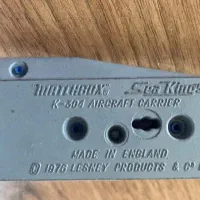 MATCHBOX Sea Kings
K-304 AIRCRAFT CARRIER
MADE IN ENGLAND
© 1976 LESNEY PRODUCTS & Co